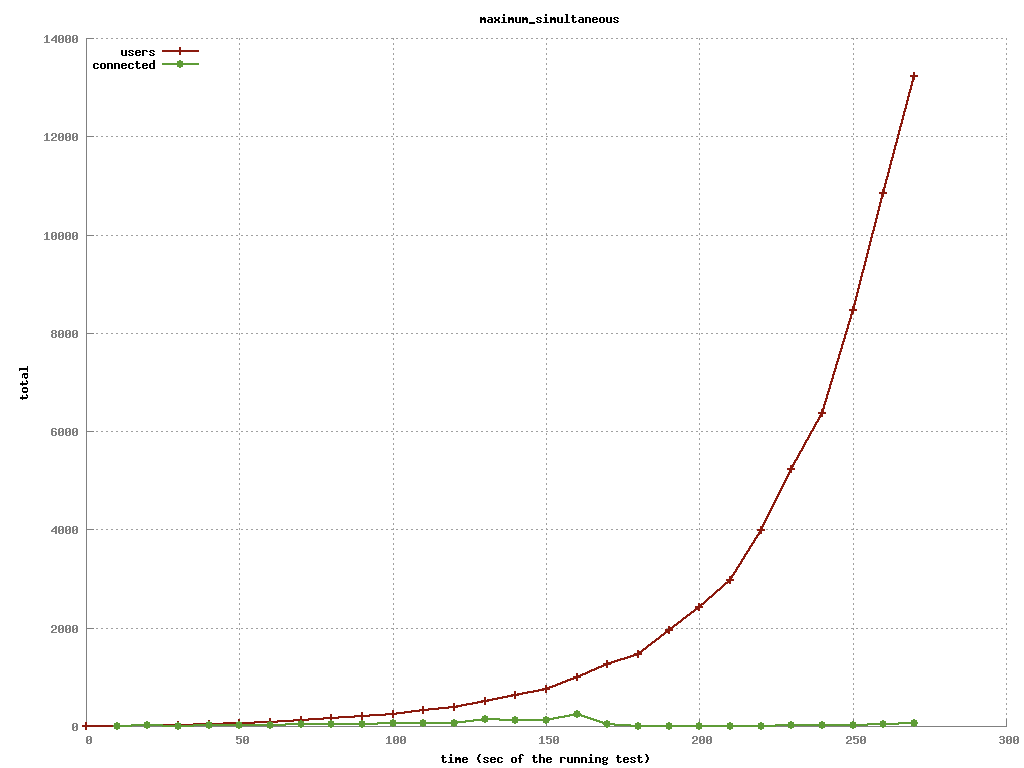 maximum_simultaneous
14000
users
connected
12000
10000
8000
total
6000
4000
2000
0
0 50 100 150 200 250 300
time (sec of the running test)